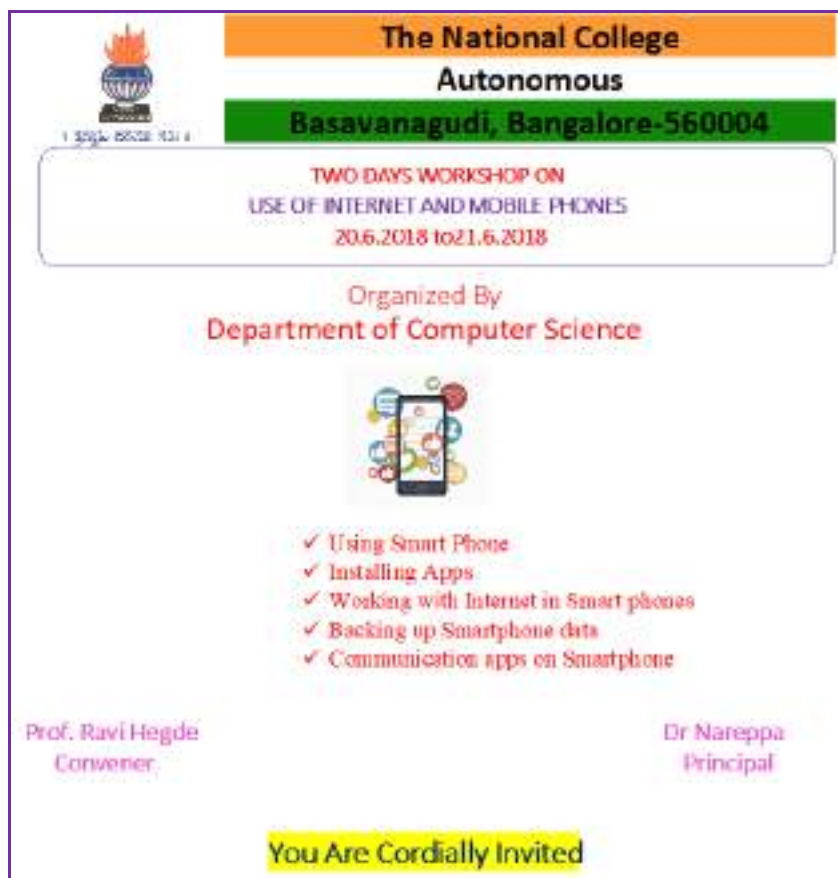 The National College
Autonomous
Basavanagudi, Bangalore-560004
TWO DAYS WORKSHOP ON
USE OF INTERNET AND MOBILE PHONES
20.6.2018 to21.6.2018
Organized By
Department of Computer Science
✓ Using Smart Phone
✓ Installing Apps
✓ Working with Internet in Smart phones
✓ Backing up Smartphone data
✓ Communication apps on Smartphone
Prof. Ravi Hegde
Convener
Dr Nareppa
Principal
You Are Cordially Invited